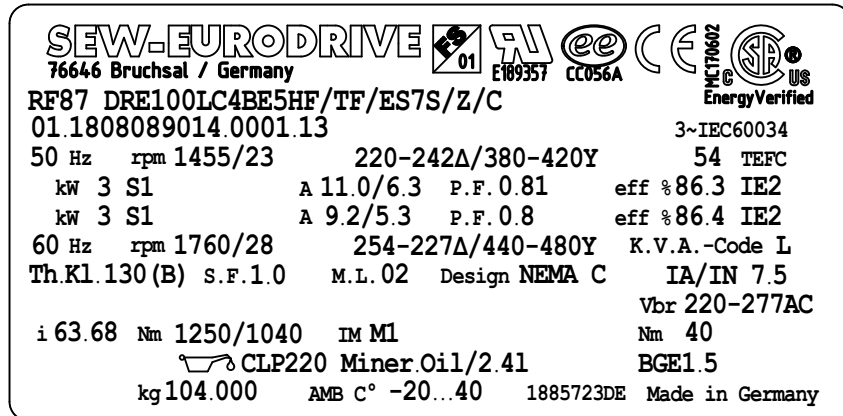 SEW-EURODRIVE FS 01 E189357 ee CC056A CE MC170602 C SA ® US
76646 Bruchsal / Germany
EnergyVerified
RF87 DRE100LC4BE5HF/TF/ES7S/Z/C
01.1808089014.0001.13 3~IEC60034
50 Hz rpm 1455/23 220-242Δ/380-420Y 54 TEFC
kW 3 S1 A 11.0/6.3 P.F. 0.81 eff % 86.3 IE2
kW 3 S1 A 9.2/5.3 P.F. 0.8 eff % 86.4 IE2
60 Hz rpm 1760/28 254-227Δ/440-480Y K.V.A.-Code L
Th.Kl.130(B) S.F.1.0 M.L. 02 Design NEMA C IA/IN 7.5
Vbr 220-277AC
i 63.68 Nm 1250/1040 IM M1 Nm 40
CLP220 Miner.Oil/2.4l BGE1.5
kg 104.000 AMB C° -20...40 1885723DE Made in Germany